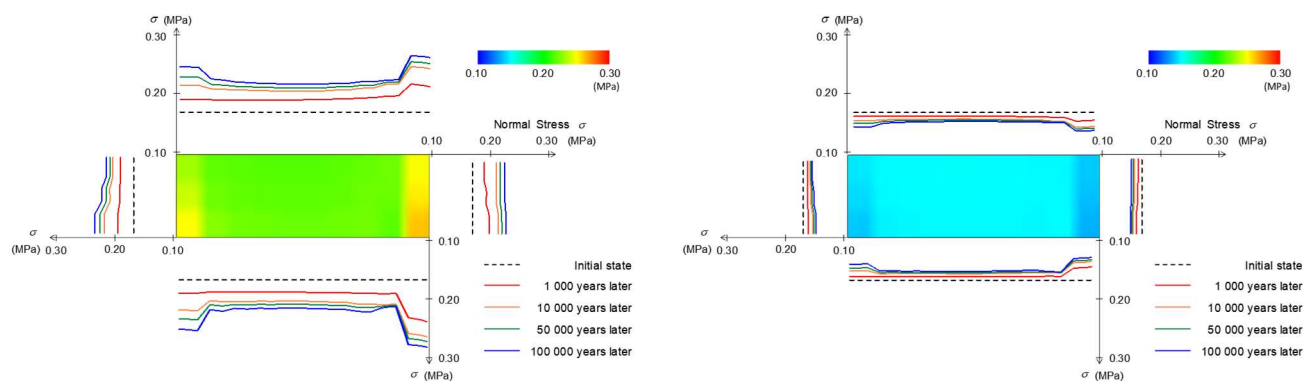 σ (MPa)
0.30
0.20
0.10
0.10 0.20 0.30
(MPa)
Normal Stress σ
(MPa)
0.10 0.20 0.30
σ
(MPa) 0.30 0.20 0.10
0.10
0.20
0.30
σ (MPa)
Initial state
1 000 years later
10 000 years later
50 000 years later
100 000 years later
σ (MPa)
0.30
0.20
0.10
0.10 0.20 0.30
(MPa)
Normal Stress σ
(MPa)
0.10 0.20 0.30
σ
(MPa) 0.30 0.20 0.10
0.10
0.20
0.30
σ (MPa)
Initial state
1 000 years later
10 000 years later
50 000 years later
100 000 years later